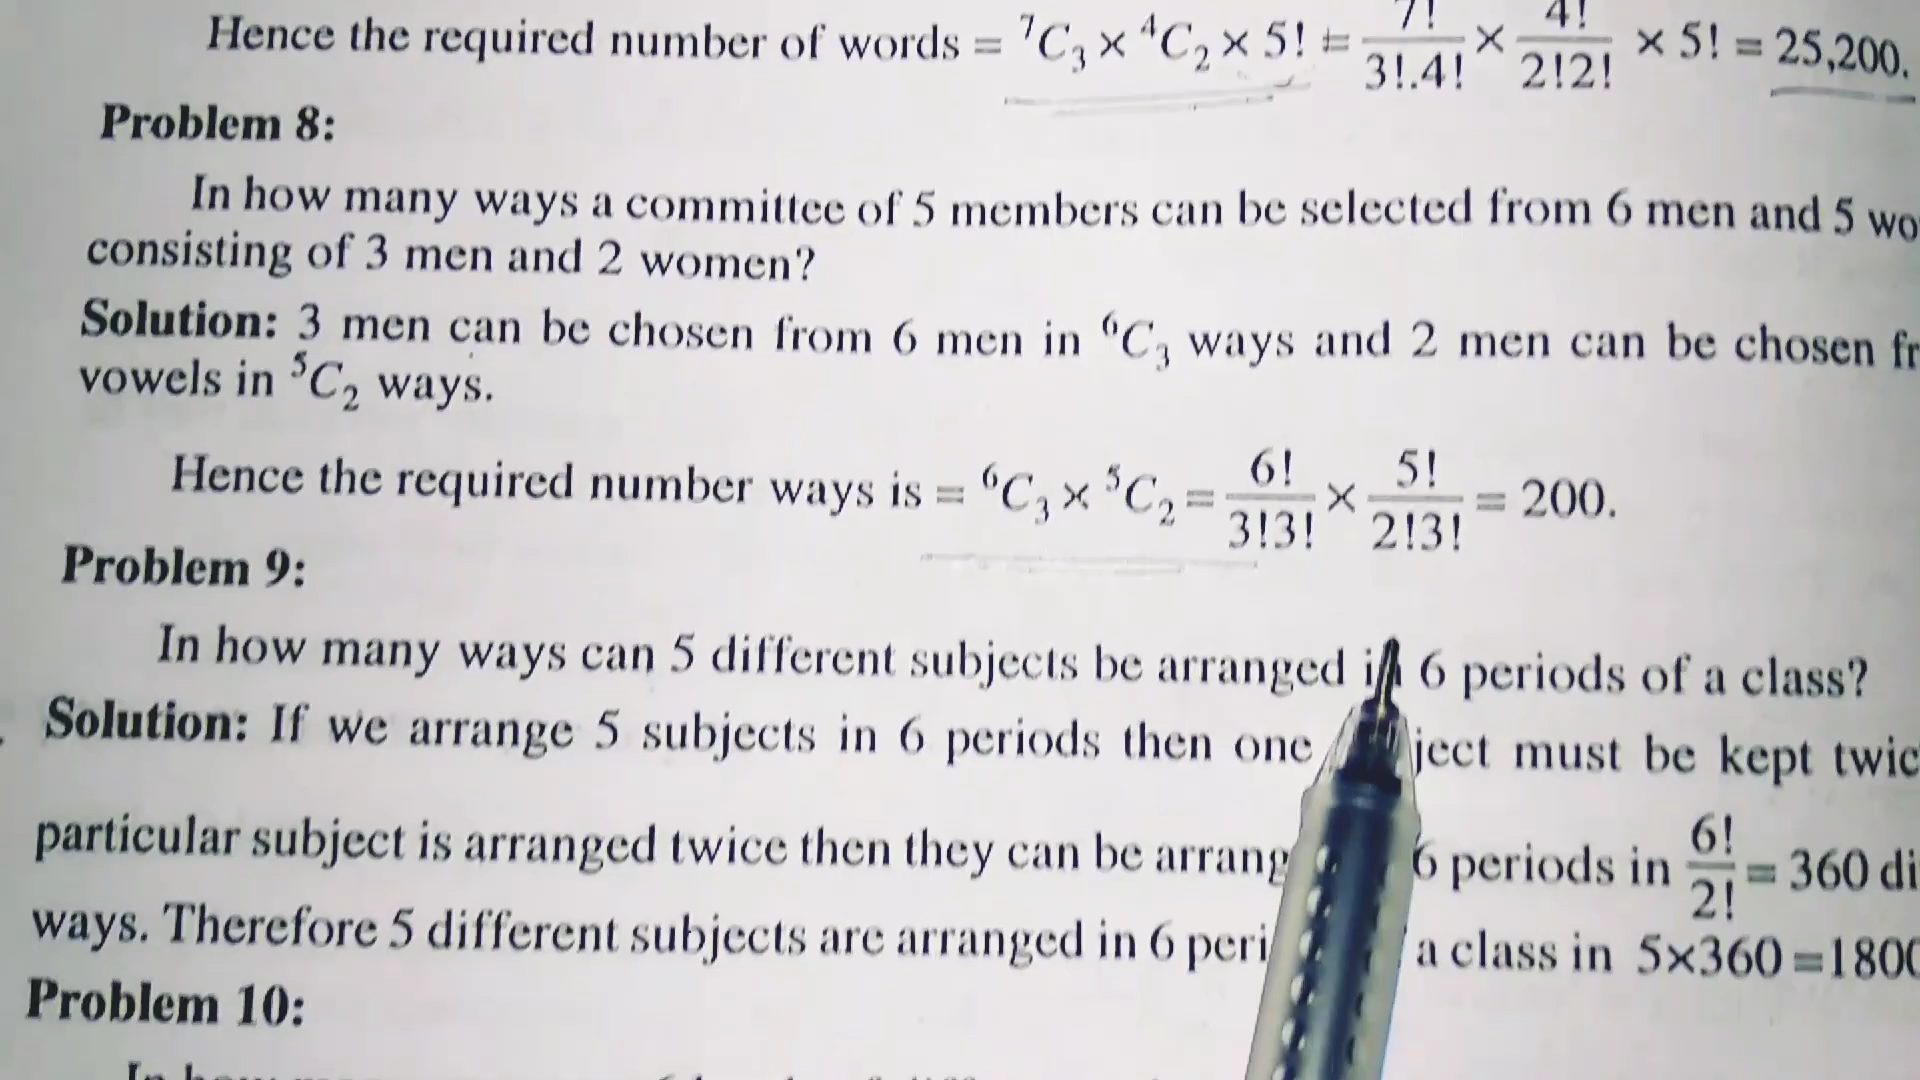 Hence the required number of words = ⁷C₃ × ⁴C₂ × 5! = 7!/3!.4! × 4!/2!2! × 5! = 25,200.
Problem 8:
In how many ways a committee of 5 members can be selected from 6 men and 5 wo
consisting of 3 men and 2 women?
Solution: 3 men can be chosen from 6 men in ⁶C₃ ways and 2 men can be chosen fr
vowels in ⁵C₂ ways.
Hence the required number ways is = ⁶C₃ × ⁵C₂ = 6!/3!3! × 5!/2!3! = 200.
Problem 9:
In how many ways can 5 different subjects be arranged in 6 periods of a class?
Solution: If we arrange 5 subjects in 6 periods then one ject must be kept twic
particular subject is arranged twice then they can be arrang 6 periods in 6!/2! = 360 di
ways. Therefore 5 different subjects are arranged in 6 peri a class in 5×360 = 1800
Problem 10: